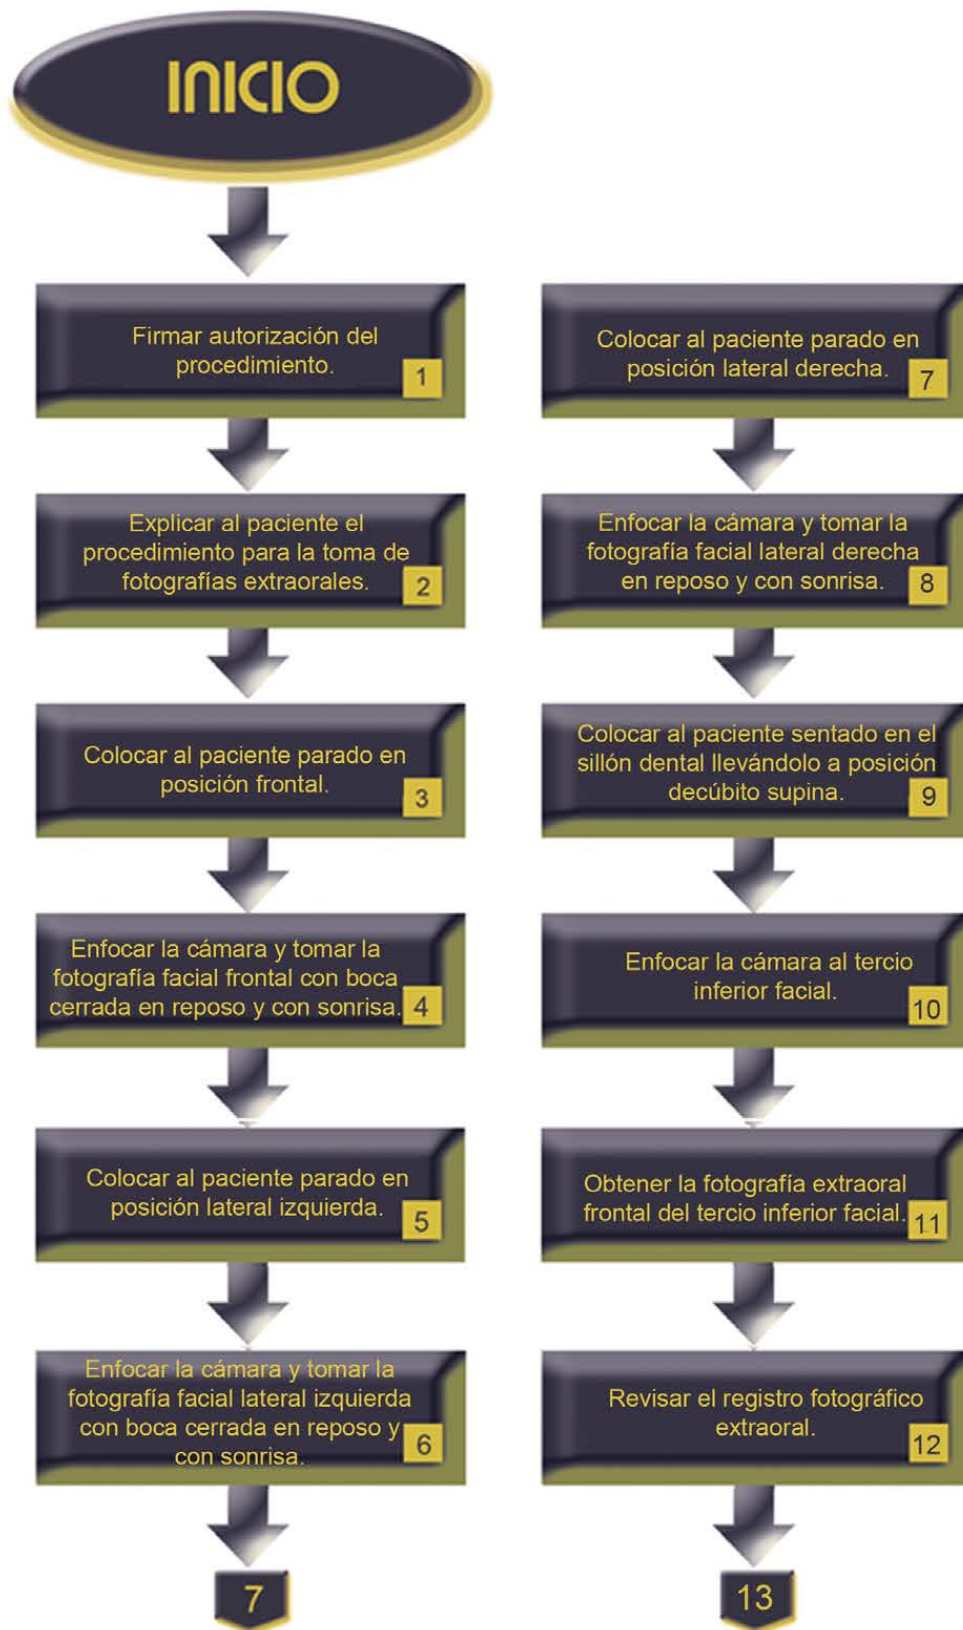 INICIO
Firmar autorización del
procedimiento.
1
Explicar al paciente el
procedimiento para la toma de
fotografías extraorales.
2
Colocar al paciente parado en
posición frontal.
3
Enfocar la cámara y tomar la
fotografía facial frontal con boca
cerrada en reposo y con sonrisa.
4
Colocar al paciente parado en
posición lateral izquierda.
5
Enfocar la cámara y tomar la
fotografía facial lateral izquierda
con boca cerrada en reposo y
con sonrisa.
6
7
Colocar al paciente parado en
posición lateral derecha.
7
Enfocar la cámara y tomar la
fotografía facial lateral derecha
en reposo y con sonrisa.
8
Colocar al paciente sentado en el
sillón dental llevándolo a posición
decúbito supina.
9
Enfocar la cámara al tercio
inferior facial.
10
Obtener la fotografía extraoral
frontal del tercio inferior facial.
11
Revisar el registro fotográfico
extraoral.
12
13